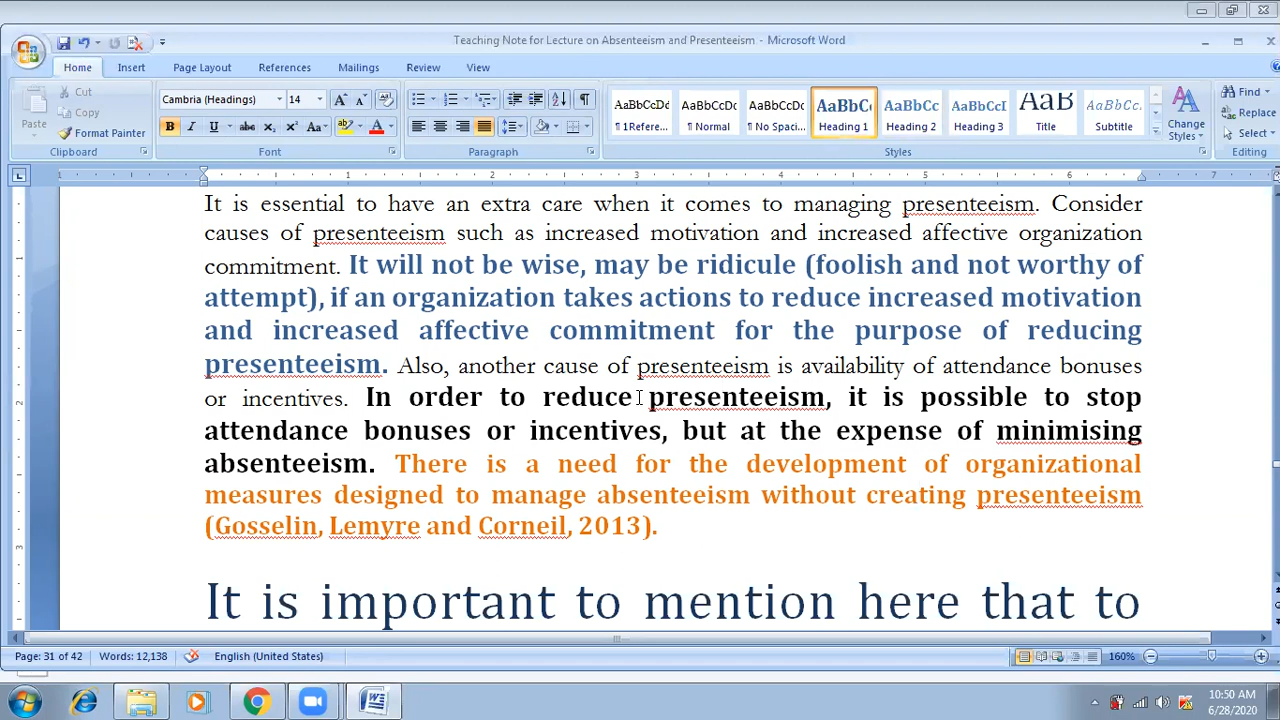 Teaching Note for Lecture on Absenteeism and Presenteeism - Microsoft Word
Home Insert Page Layout References Mailings Review View
Cut
Copy
Format Painter
Paste
Clipboard
Cambria (Headings) 14
Font
Paragraph
AaBbCcDd AaBbCcDc AaBbCcDc AaBbC AaBbCc AaBbCcI AaB AaBbCc.
¶ 1Refere... ¶ Normal ¶ No Spaci... Heading 1 Heading 2 Heading 3 Title Subtitle
Change Styles
Styles
Find
Replace
Select
Editing
1 1 2 3 4 5 6 7
It is essential to have an extra care when it comes to managing presenteeism. Consider
causes of presenteeism such as increased motivation and increased affective organization
commitment. It will not be wise, may be ridicule (foolish and not worthy of
attempt), if an organization takes actions to reduce increased motivation
and increased affective commitment for the purpose of reducing
presenteeism. Also, another cause of presenteeism is availability of attendance bonuses
or incentives. In order to reduce presenteeism, it is possible to stop
attendance bonuses or incentives, but at the expense of minimising
absenteeism. There is a need for the development of organizational
measures designed to manage absenteeism without creating presenteeism
(Gosselin, Lemyre and Corneil, 2013).
It is important to mention here that to
Page: 31 of 42 Words: 12,138 English (United States) 160%
10:50 AM
6/28/2020